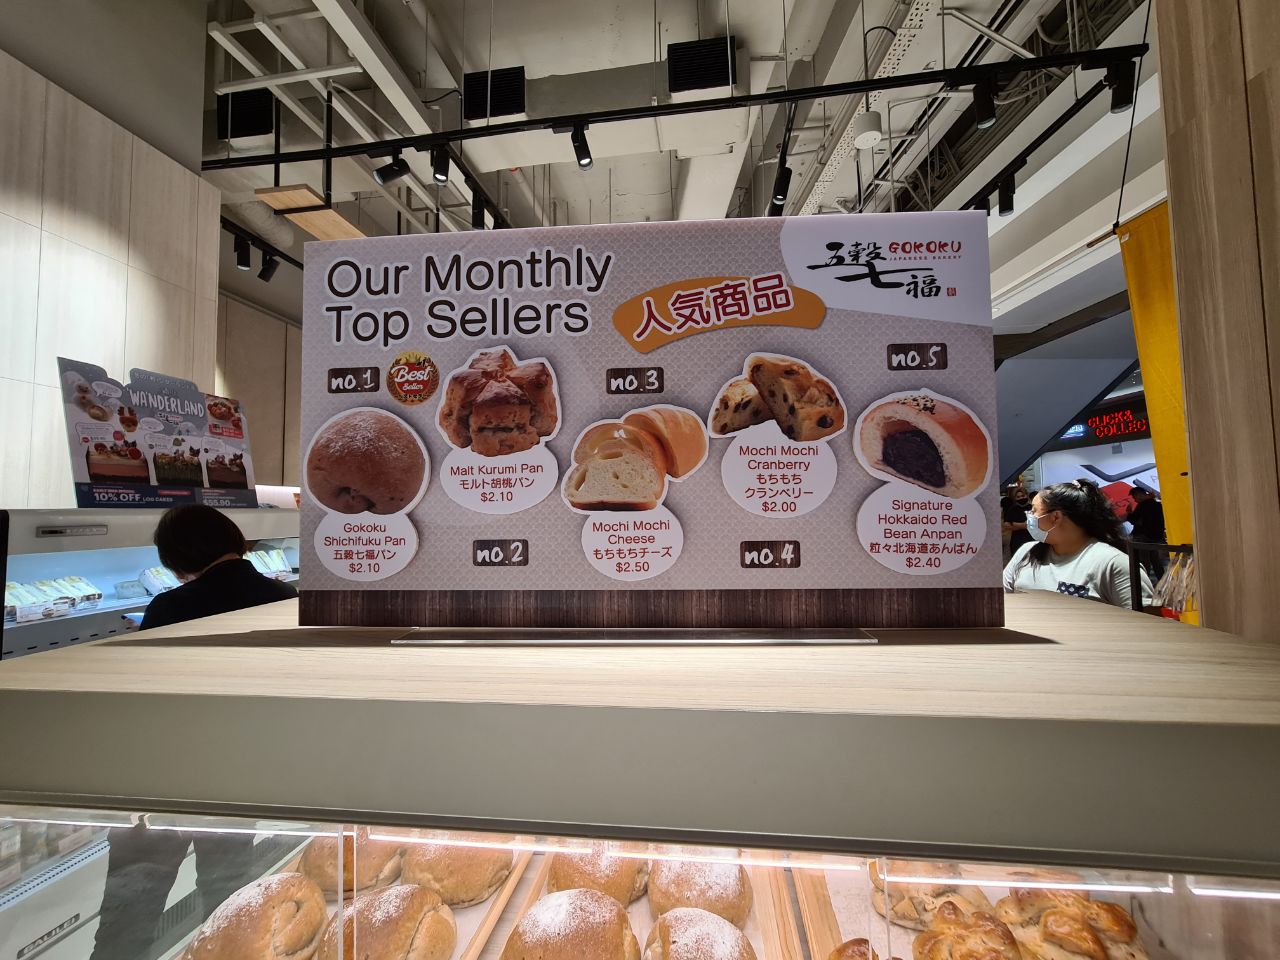 Our Monthly
Top Sellers
人気商品
五穀
七福
GOKOKU
JAPANESE BAKERY
no.1
Best
Seller
Gokoku
Shichifuku Pan
五穀七福パン
$2.10
Malt Kurumi Pan
モルト胡桃パン
$2.10
no.2
no.3
Mochi Mochi
Cheese
もちもちチーズ
$2.50
Mochi Mochi
Cranberry
もちもち
クランベリー
$2.00
no.4
no.5
Signature
Hokkaido Red
Bean Anpan
粒々北海道あんぱん
$2.40
WANDERLAND
10% OFF
LOG CAKES
$55.90
CLICK&
COLLEC
GALILEI